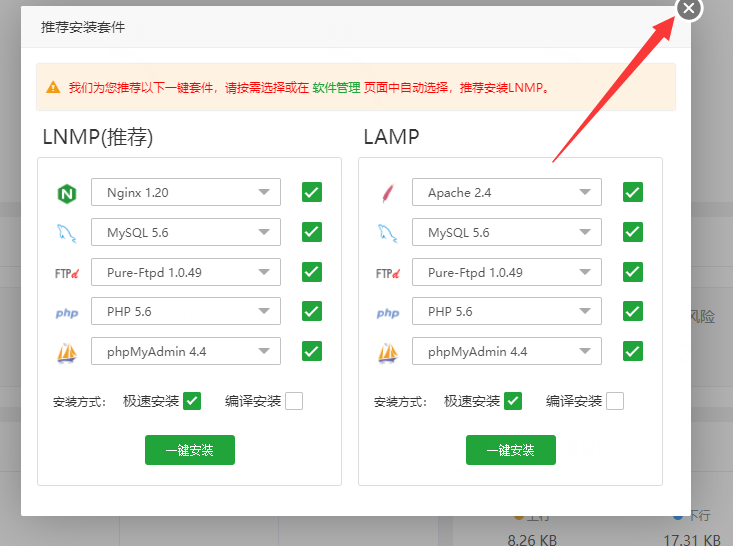 推荐安装套件
我们为您推荐以下一键套件，请按需选择或在 软件管理 页面中自动选择，推荐安装LNMP。
LNMP(推荐)
Nginx 1.20
MySQL 5.6
FTPd Pure-Ftpd 1.0.49
php PHP 5.6
phpMyAdmin 4.4
安装方式： 极速安装 编译安装
一键安装
LAMP
Apache 2.4
MySQL 5.6
FTPd Pure-Ftpd 1.0.49
php PHP 5.6
phpMyAdmin 4.4
安装方式： 极速安装 编译安装
一键安装
风险
上行 下行
8.26 KB 17.31 KB